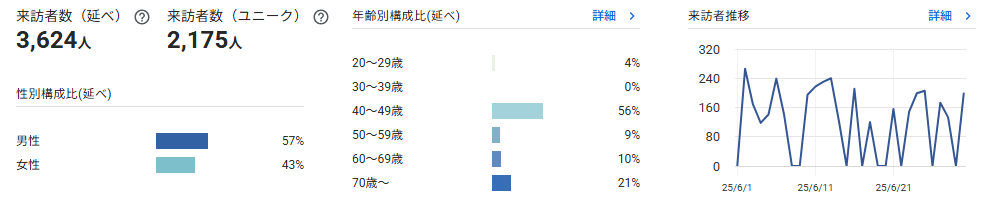 来訪者数（延べ）
3,624人
来訪者数（ユニーク）
2,175人
性別構成比(延べ)
男性 57%
女性 43%
年齢別構成比(延べ) 詳細
20～29歳 4%
30～39歳 0%
40～49歳 56%
50～59歳 9%
60～69歳 10%
70歳～ 21%
来訪者推移 詳細
320
240
160
80
0
25/6/1 25/6/11 25/6/21